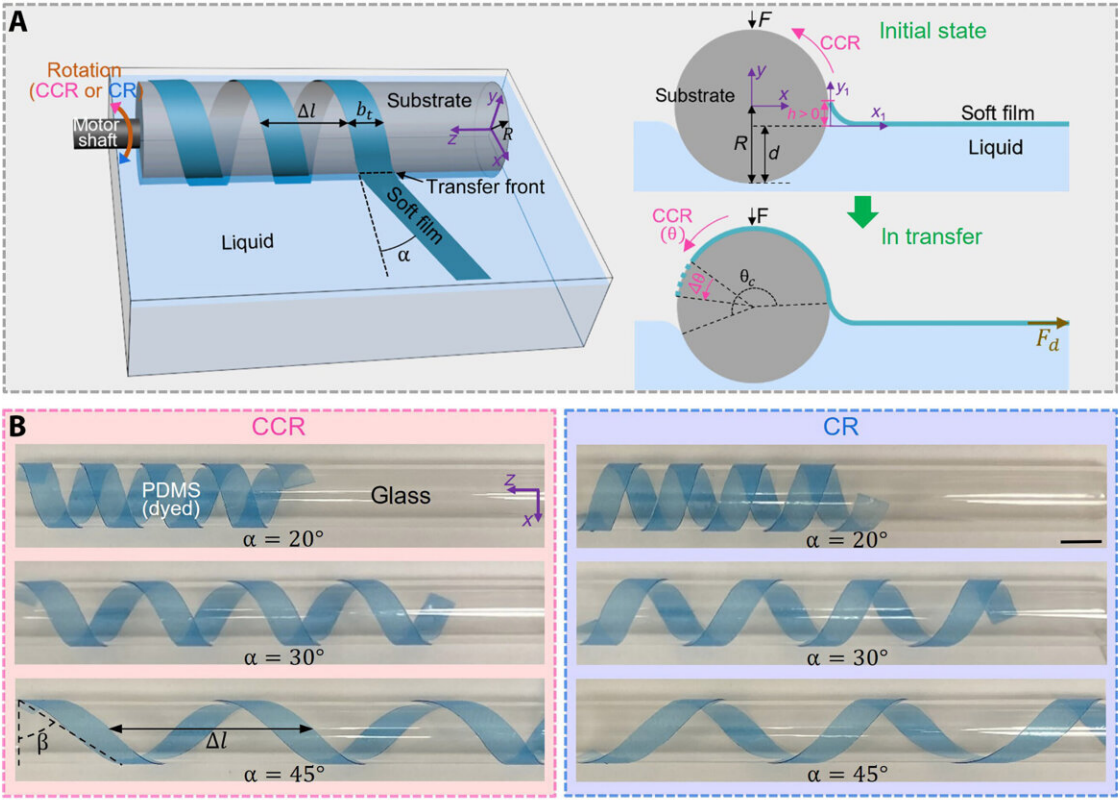 A
Rotation
(CCR or CR)
Motor
shaft
Δl
b_t
Substrate
y
R
z
x
Transfer front
Soft film
Liquid
α
F
CCR
Initial state
Substrate
y
x
y₁
h > 0
x₁
Soft film
Liquid
R
d
F
CCR
(θ)
In transfer
Δθ
θ_c
F_d
B
CCR
PDMS
(dyed)
Glass
z
x
α = 20°
α = 30°
β
Δl
α = 45°
CR
α = 20°
α = 30°
α = 45°